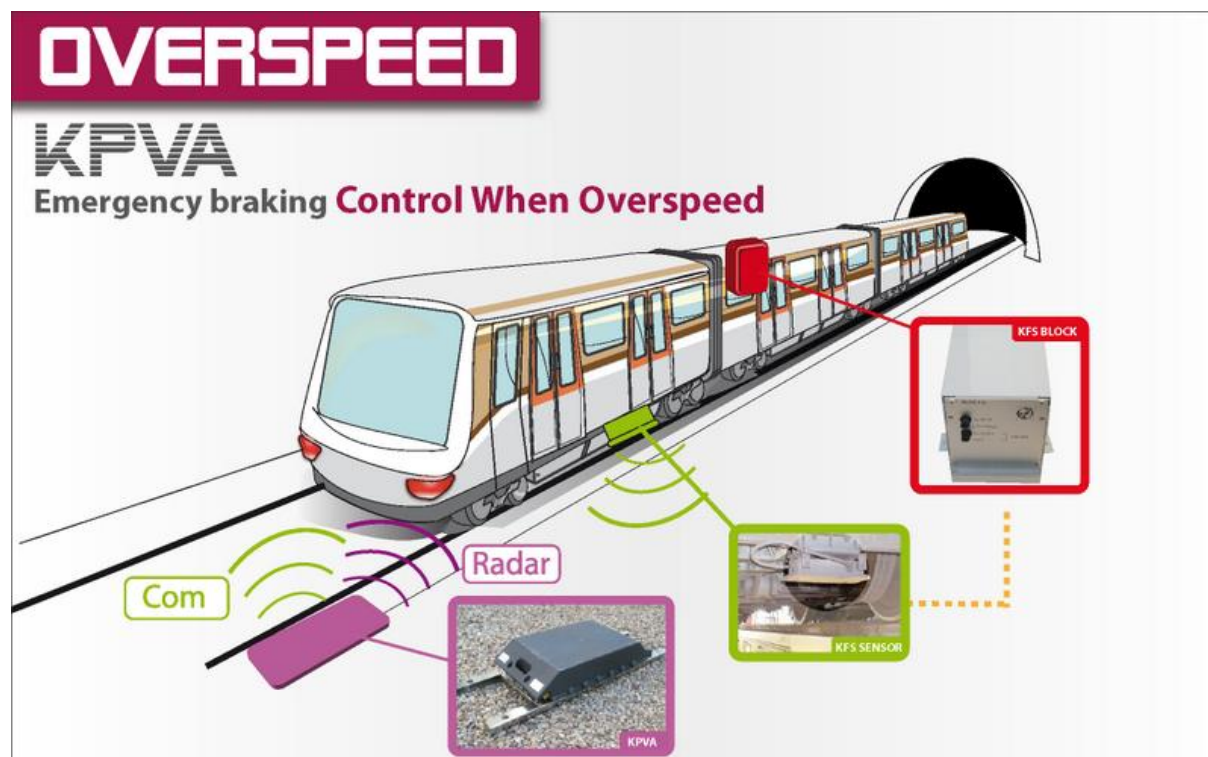 OVERSPEED
KPVA
Emergency braking Control When Overspeed
KFS BLOCK
Com
Radar
KFS SENSOR
KPVA